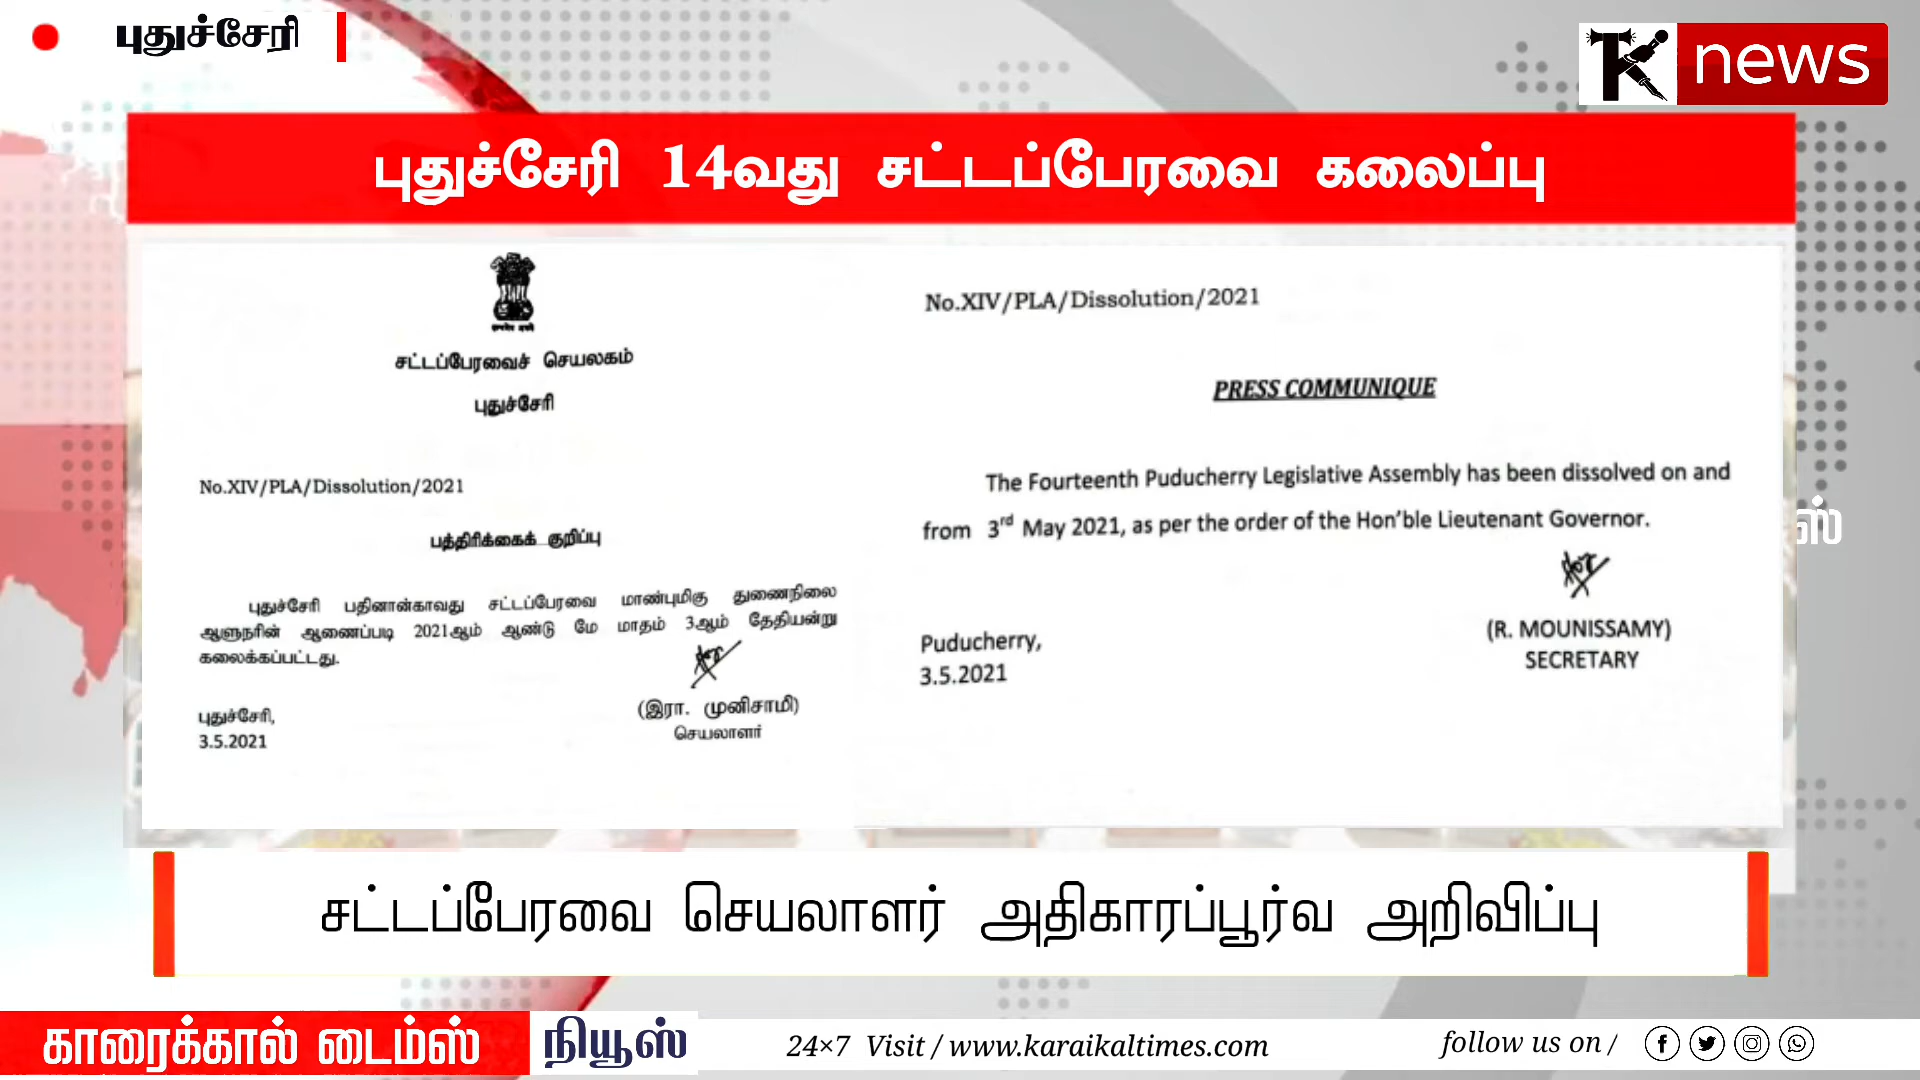 புதுச்சேரி
news
புதுச்சேரி 14வது சட்டப்பேரவை கலைப்பு
சட்டப்பேரவைச் செயலகம்
புதுச்சேரி
No.XIV/PLA/Dissolution/2021
பத்திரிக்கைக் குறிப்பு
புதுச்சேரி பதினான்காவது சட்டப்பேரவை மாண்புமிகு துணைநிலை
ஆளுநரின் ஆணைப்படி 2021ஆம் ஆண்டு மே மாதம் 3ஆம் தேதியன்று
கலைக்கப்பட்டது.
(இரா. முனிசாமி)
செயலாளர்
புதுச்சேரி,
3.5.2021
No.XIV/PLA/Dissolution/2021
PRESS COMMUNIQUE
The Fourteenth Puducherry Legislative Assembly has been dissolved on and
from 3rd May 2021, as per the order of the Hon'ble Lieutenant Governor.
(R. MOUNISSAMY)
SECRETARY
Puducherry,
3.5.2021
சட்டப்பேரவை செயலாளர் அதிகாரப்பூர்வ அறிவிப்பு
காரைக்கால் டைம்ஸ் நியூஸ்
24×7 Visit / www.karaikaltimes.com
follow us on /